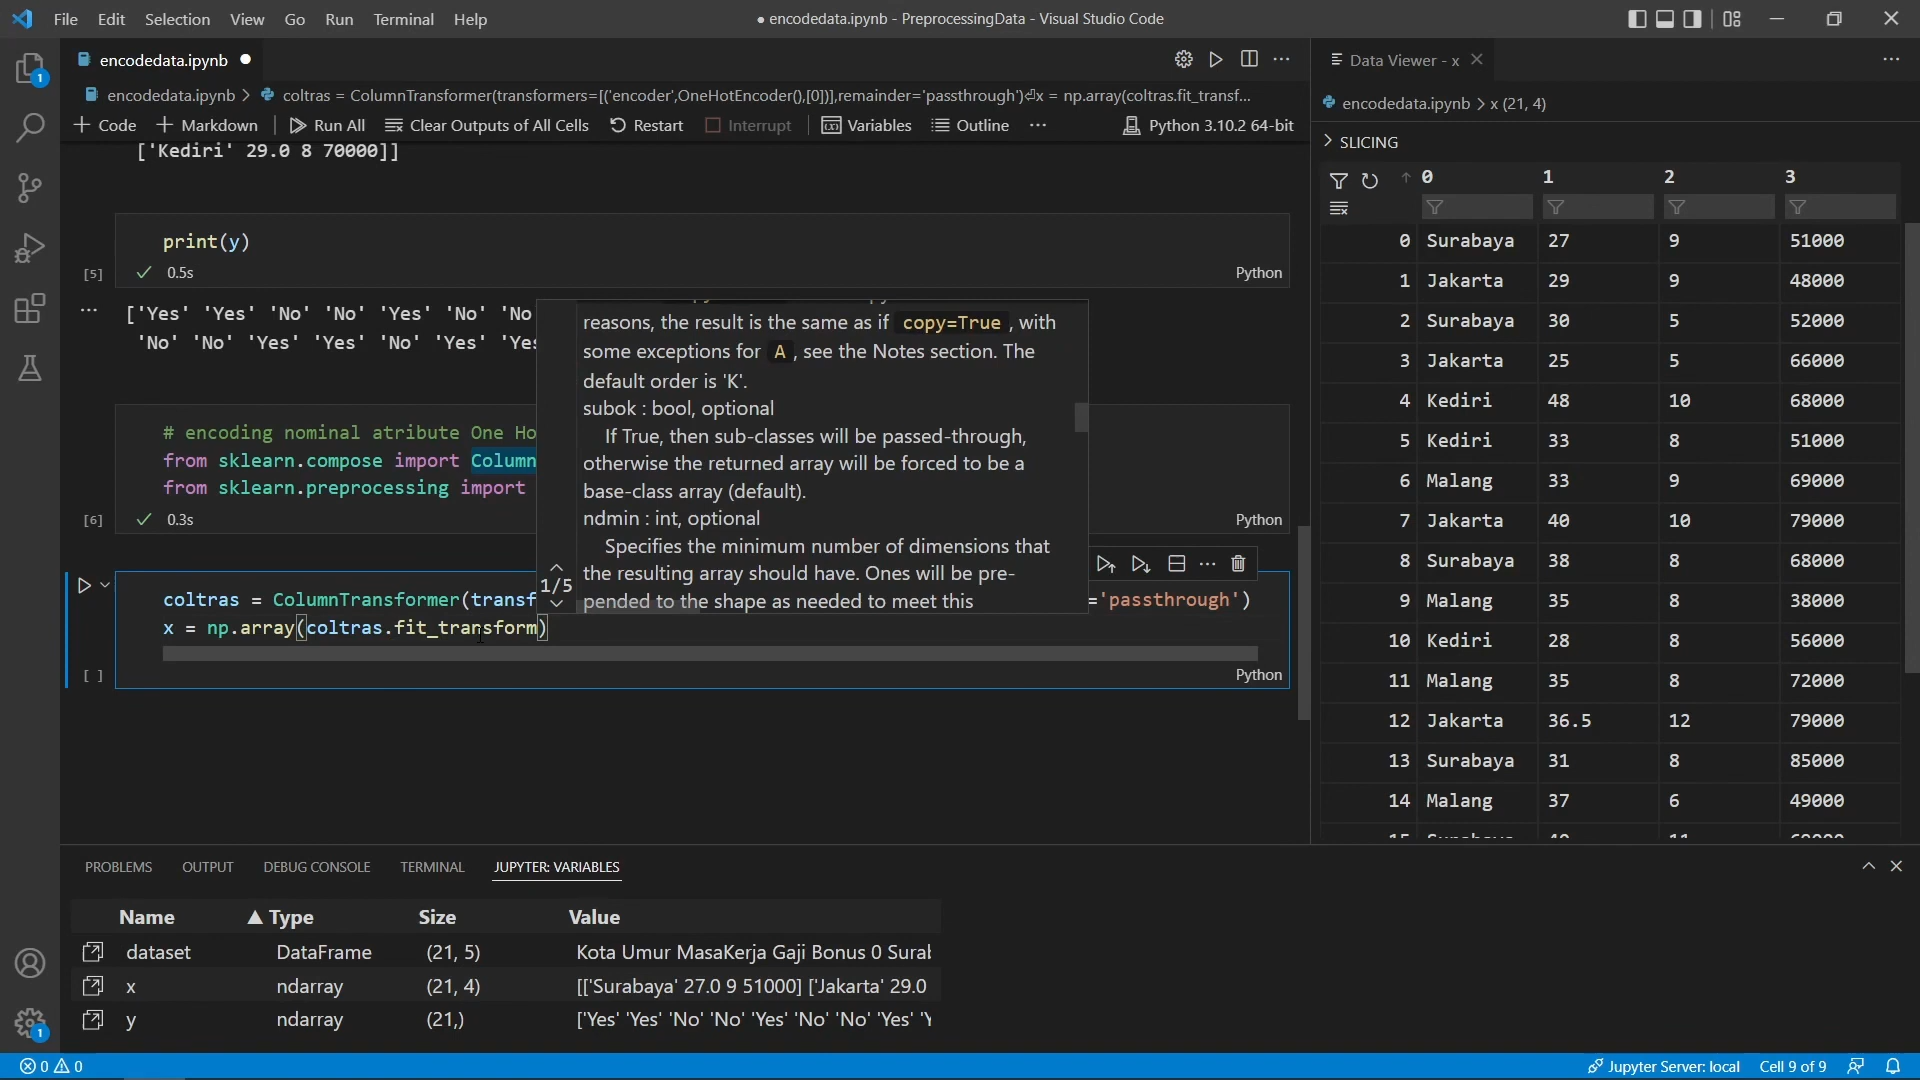 File Edit Selection View Go Run Terminal Help
● encodedata.ipynb - PreprocessingData - Visual Studio Code
encodedata.ipynb ●
encodedata.ipynb > coltras = ColumnTransformer(transformers=[('encoder',OneHotEncoder(),[0])],remainder='passthrough')⏎x = np.array(coltras.fit_transf...
+ Code + Markdown | Run All Clear Outputs of All Cells Restart Interrupt | Variables Outline ... Python 3.10.2 64-bit
['Kediri' 29.0 8 70000]]
print(y)
[5] ✓ 0.5s Python
['Yes' 'Yes' 'No' 'No' 'Yes' 'No' 'No
'No' 'No' 'Yes' 'Yes' 'No' 'Yes' 'Yes
# encoding nominal atribute One Ho
from sklearn.compose import Column
from sklearn.preprocessing import
[6] ✓ 0.3s Python
reasons, the result is the same as if copy=True , with
some exceptions for A , see the Notes section. The
default order is 'K'.
subok : bool, optional
If True, then sub-classes will be passed-through,
otherwise the returned array will be forced to be a
base-class array (default).
ndmin : int, optional
Specifies the minimum number of dimensions that
the resulting array should have. Ones will be pre-
pended to the shape as needed to meet this
1/5
coltras = ColumnTransformer(transf ='passthrough')
x = np.array(coltras.fit_transform)
[ ] Python
Data Viewer - x
encodedata.ipynb > x (21, 4)
> SLICING
0 1 2 3
0 Surabaya 27 9 51000
1 Jakarta 29 9 48000
2 Surabaya 30 5 52000
3 Jakarta 25 5 66000
4 Kediri 48 10 68000
5 Kediri 33 8 51000
6 Malang 33 9 69000
7 Jakarta 40 10 79000
8 Surabaya 38 8 68000
9 Malang 35 8 38000
10 Kediri 28 8 56000
11 Malang 35 8 72000
12 Jakarta 36.5 12 79000
13 Surabaya 31 8 85000
14 Malang 37 6 49000
PROBLEMS OUTPUT DEBUG CONSOLE TERMINAL JUPYTER: VARIABLES
Name ▲ Type Size Value
dataset DataFrame (21, 5) Kota Umur MasaKerja Gaji Bonus 0 Surab
x ndarray (21, 4) [['Surabaya' 27.0 9 51000] ['Jakarta' 29.0
y ndarray (21,) ['Yes' 'Yes' 'No' 'No' 'Yes' 'No' 'No' 'Yes' 'Y
1
1
0 0 Jupyter Server: local Cell 9 of 9